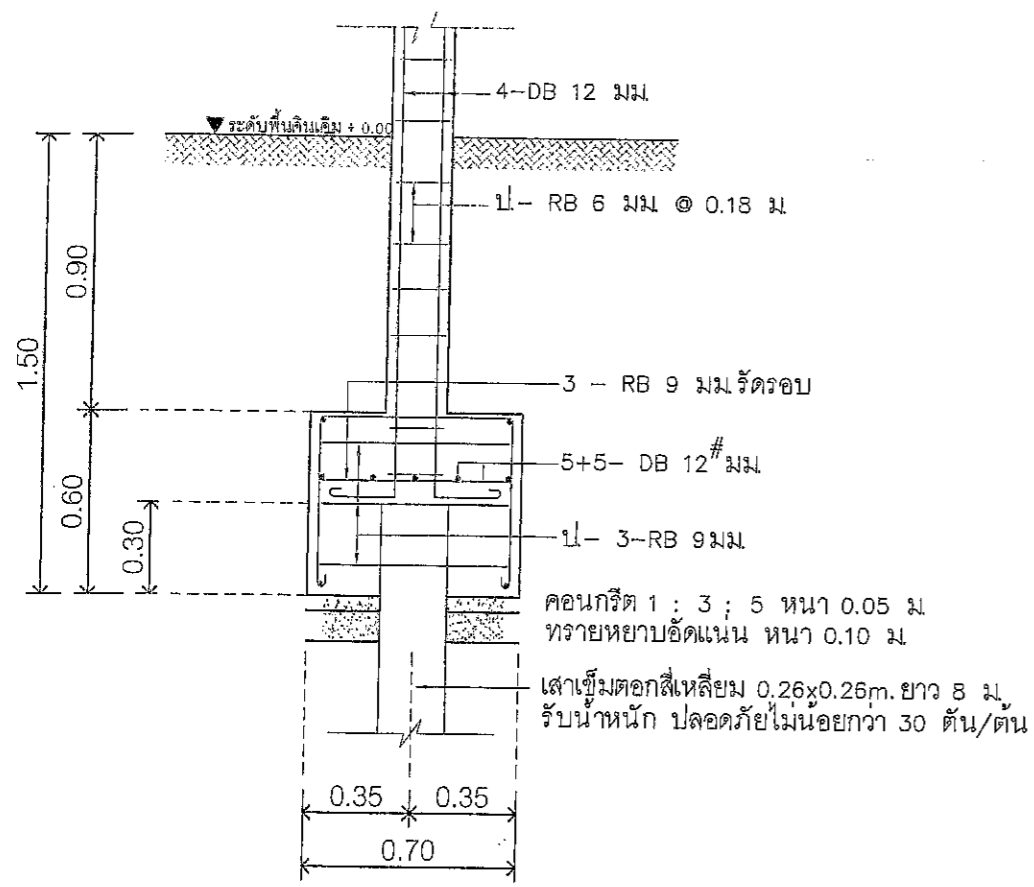 4-DB 12 มม.
ระดับพื้นดินเดิม + 0.00
ป.- RB 6 มม. @ 0.18 ม.
0.90
1.50
3 - RB 9 มม. รัดรอบ
5+5- DB 12# มม.
0.60
0.30
ป.- 3-RB 9 มม.
คอนกรีต 1 : 3 : 5 หนา 0.05 ม.
ทรายหยาบอัดแน่น หนา 0.10 ม.
เสาเข็มตอกสี่เหลี่ยม 0.26x0.26m. ยาว 8 ม.
รับน้ำหนัก ปลอดภัยไม่น้อยกว่า 30 ตัน/ต้น
0.35 0.35
0.70